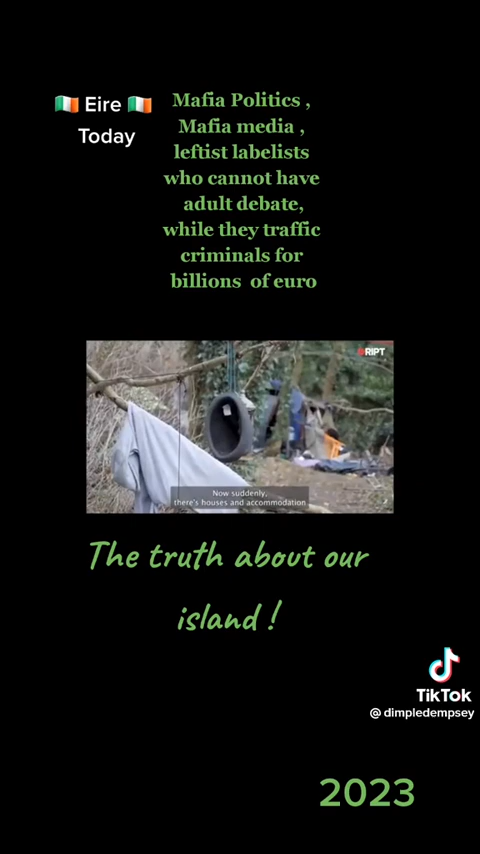 🇮🇪 Eire 🇮🇪
Today
Mafia Politics ,
Mafia media ,
leftist labelists
who cannot have
adult debate,
while they traffic
criminals for
billions of euro
RIPT
Now suddenly,
there's houses and accommodation
The truth about our
island !
TikTok
@dimpledempsey
2023